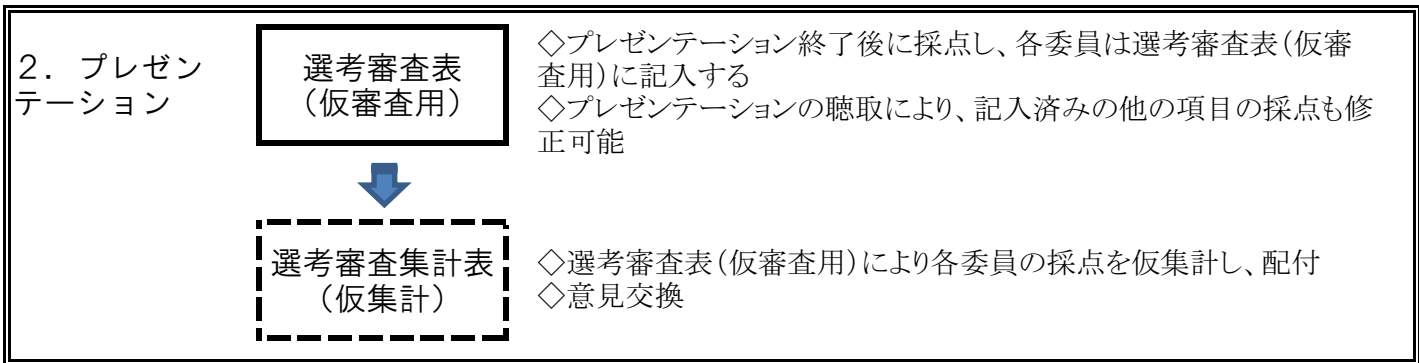 ２．プレゼン
テーション
選考審査表
（仮審査用）
◇プレゼンテーション終了後に採点し、各委員は選考審査表（仮審
査用）に記入する
◇プレゼンテーションの聴取により、記入済みの他の項目の採点も修
正可能
選考審査集計表
（仮集計）
◇選考審査表（仮審査用）により各委員の採点を仮集計し、配付
◇意見交換